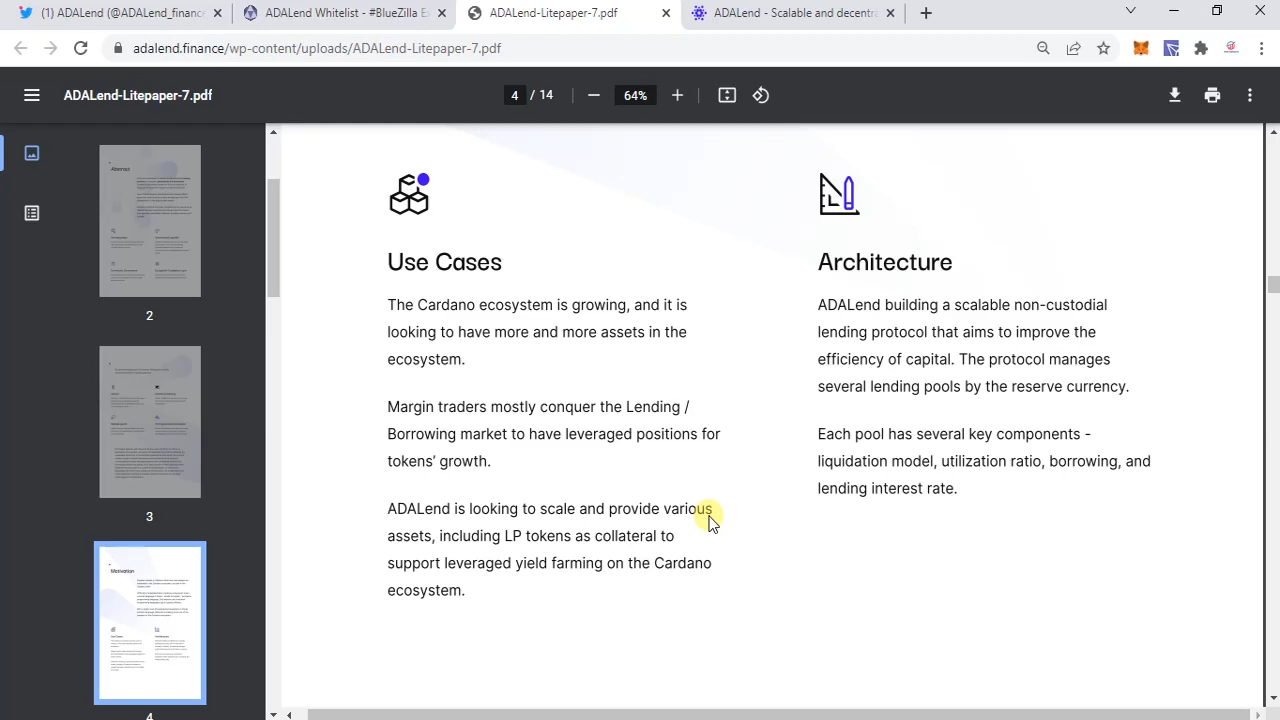 (1) ADALend (@ADALend_finance
ADALend Whitelist - #BlueZilla E
ADALend-Litepaper-7.pdf
ADALend - Scalable and decentre
adalend.finance/wp-content/uploads/ADALend-Litepaper-7.pdf
ADALend-Litepaper-7.pdf
4 / 14
64%
Abstract
2
3
Motivation
4
Use Cases
The Cardano ecosystem is growing, and it is
looking to have more and more assets in the
ecosystem.
Margin traders mostly conquer the Lending /
Borrowing market to have leveraged positions for
tokens' growth.
ADALend is looking to scale and provide various
assets, including LP tokens as collateral to
support leveraged yield farming on the Cardano
ecosystem.
Architecture
ADALend building a scalable non-custodial
lending protocol that aims to improve the
efficiency of capital. The protocol manages
several lending pools by the reserve currency.
Each pool has several key components -
liquidation model, utilization ratio, borrowing, and
lending interest rate.